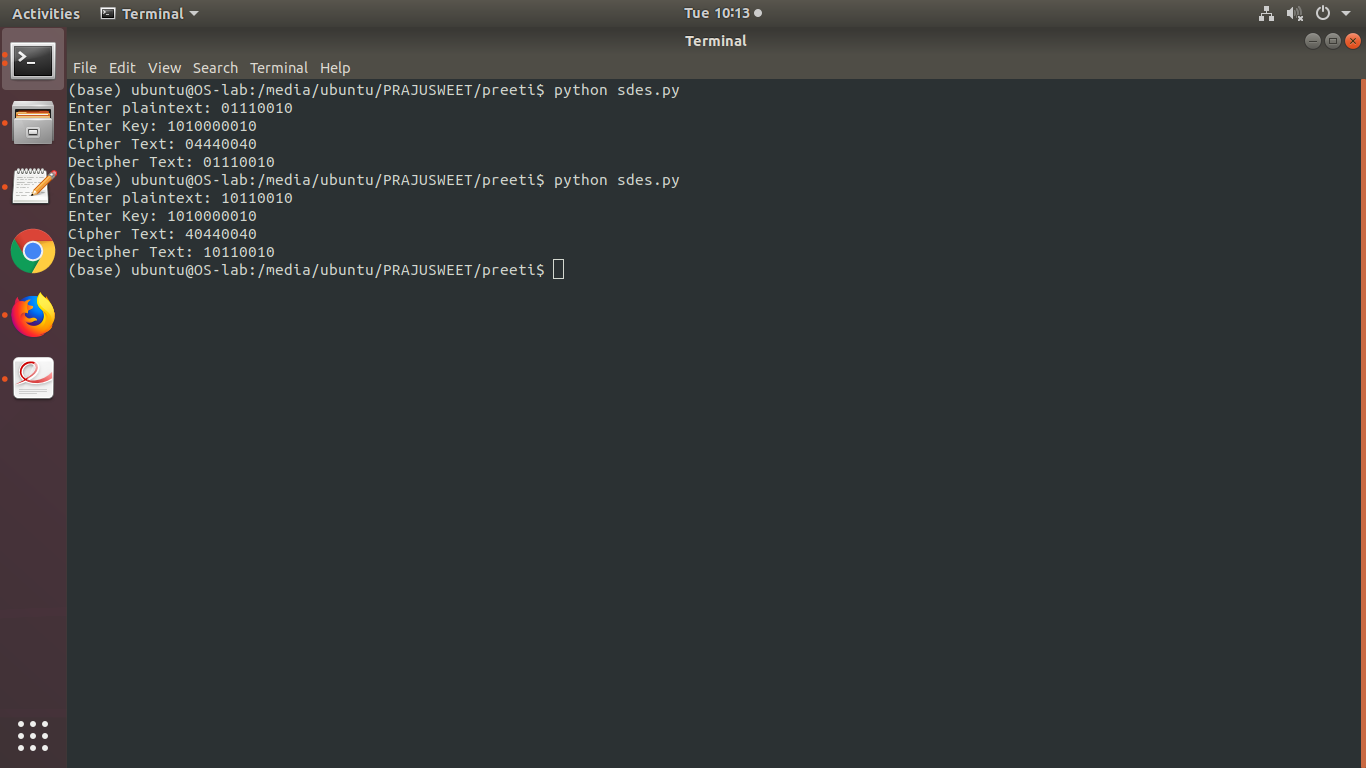 Activities Terminal Tue 10:13
Terminal
File Edit View Search Terminal Help
(base) ubuntu@OS-lab:/media/ubuntu/PRAJUSWEET/preeti$ python sdes.py
Enter plaintext: 01110010
Enter Key: 1010000010
Cipher Text: 04440040
Decipher Text: 01110010
(base) ubuntu@OS-lab:/media/ubuntu/PRAJUSWEET/preeti$ python sdes.py
Enter plaintext: 10110010
Enter Key: 1010000010
Cipher Text: 40440040
Decipher Text: 10110010
(base) ubuntu@OS-lab:/media/ubuntu/PRAJUSWEET/preeti$